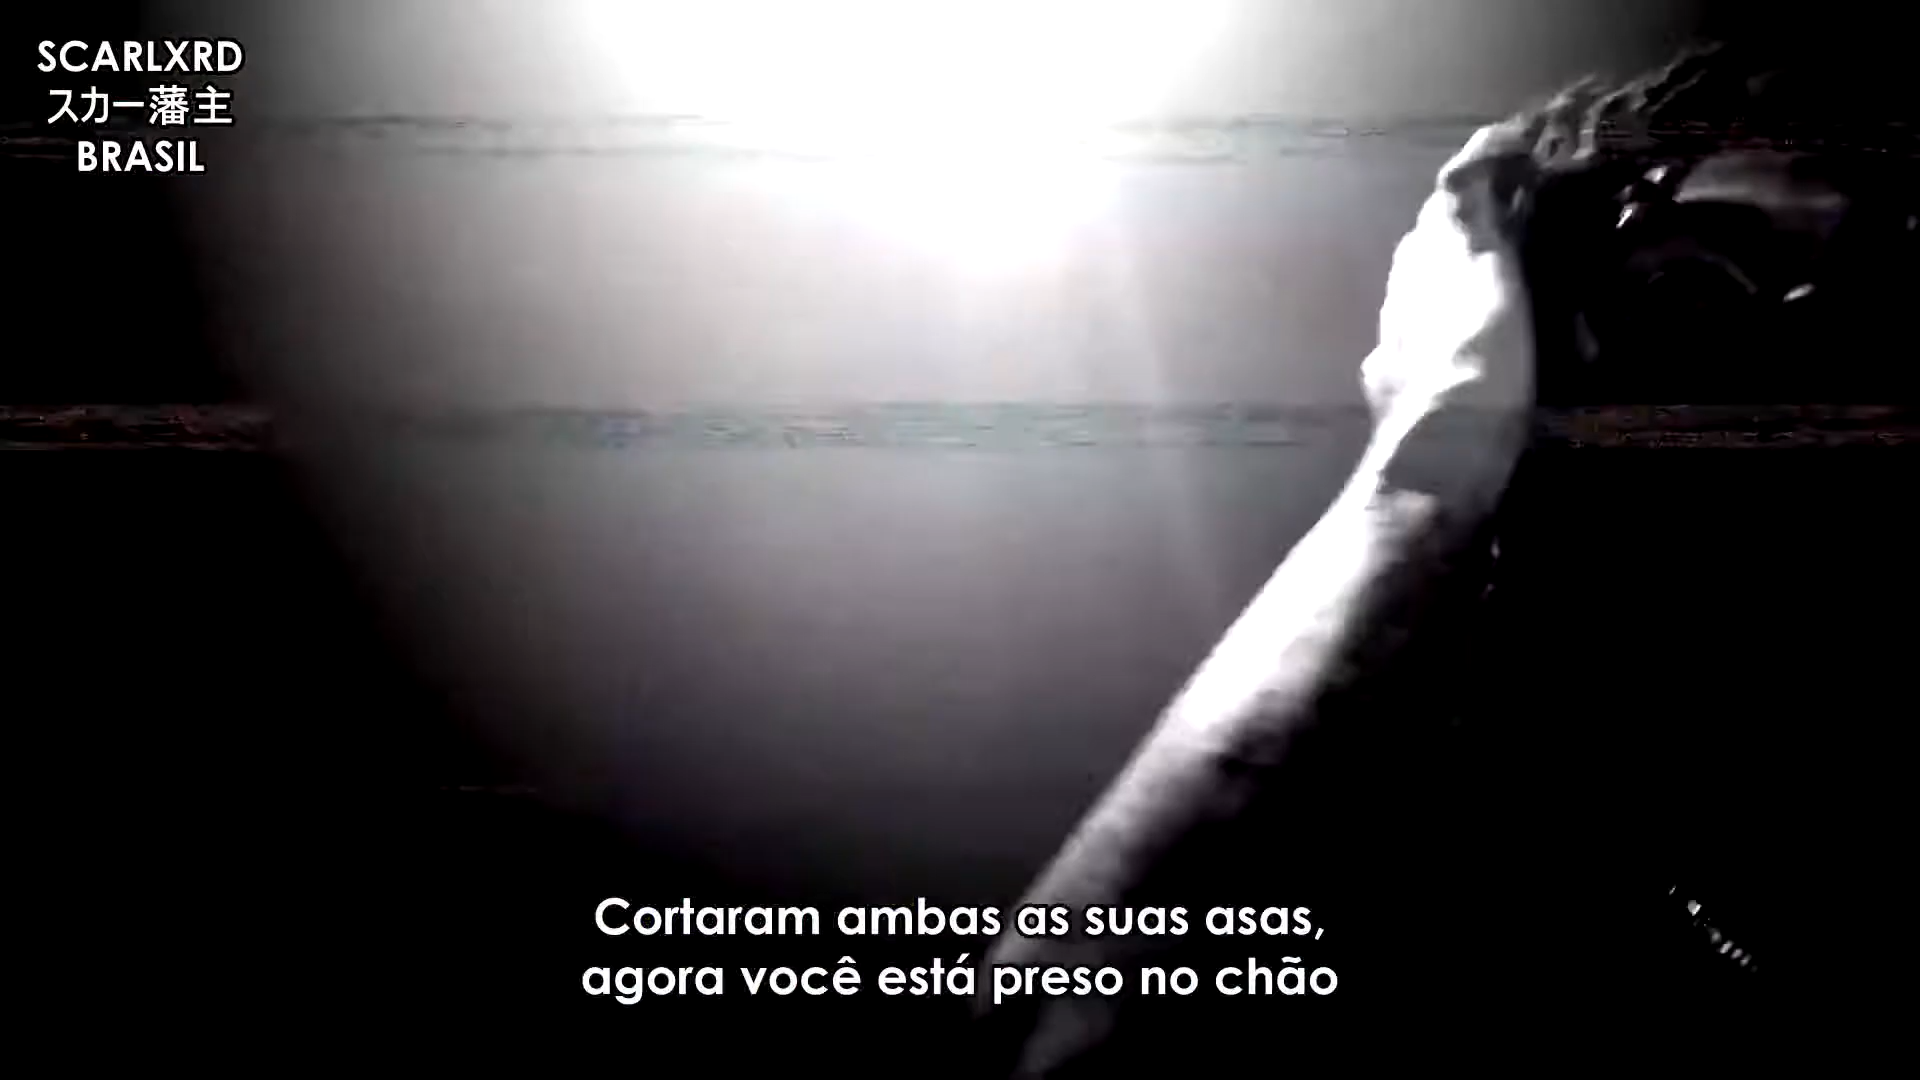 SCARLXRD
スカー藩主
BRASIL
Cortaram ambas as suas asas,
agora você está preso no chão